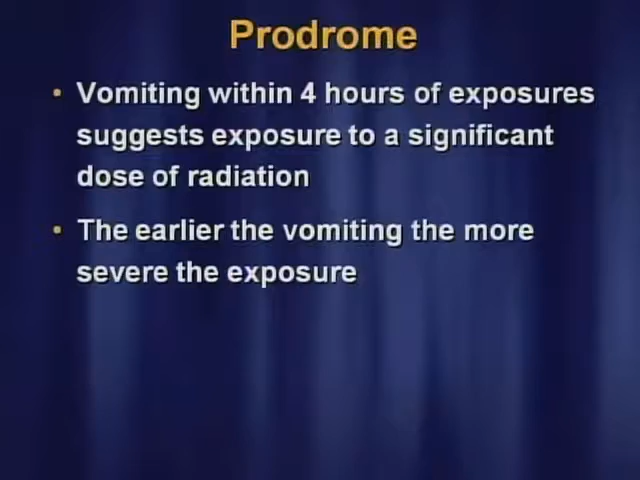 Prodrome
• Vomiting within 4 hours of exposures
suggests exposure to a significant
dose of radiation
• The earlier the vomiting the more
severe the exposure